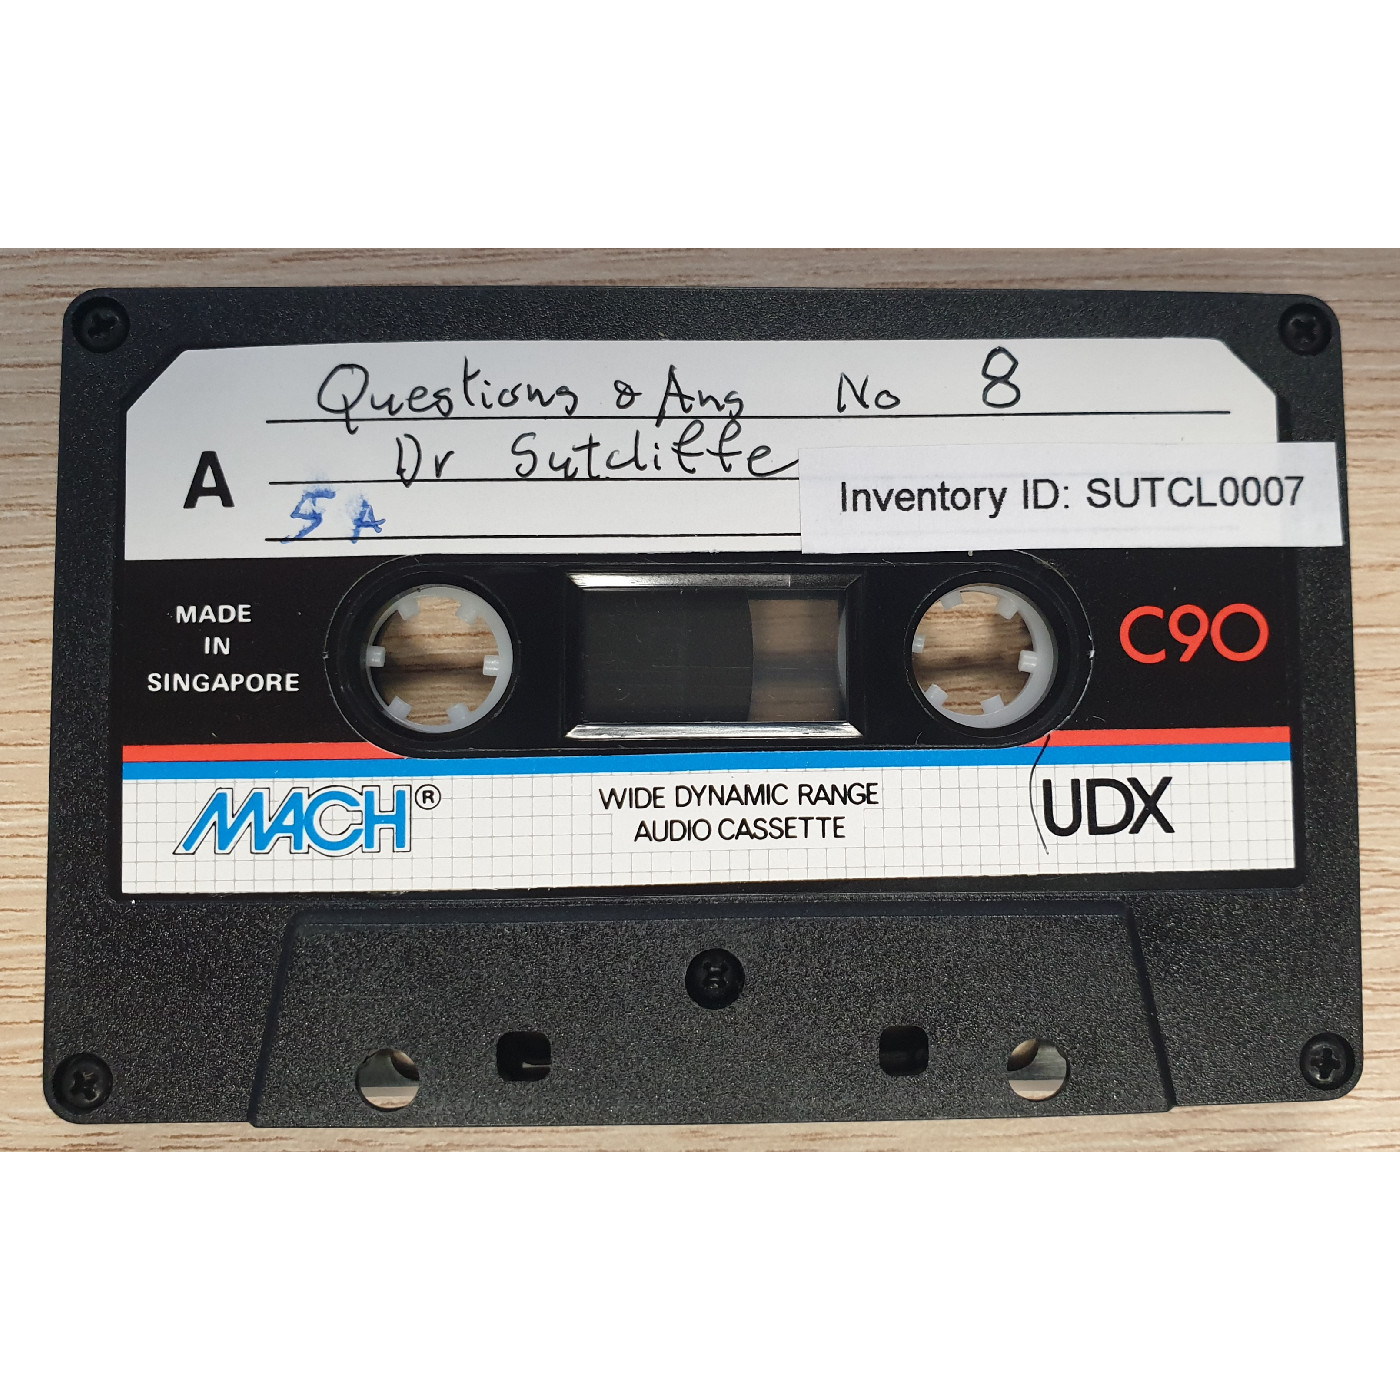 Questions & Ans No 8
Dr Sutcliffe
A
5A
Inventory ID: SUTCL0007
MADE
IN
SINGAPORE
C90
MACH®
WIDE DYNAMIC RANGE
AUDIO CASSETTE
UDX